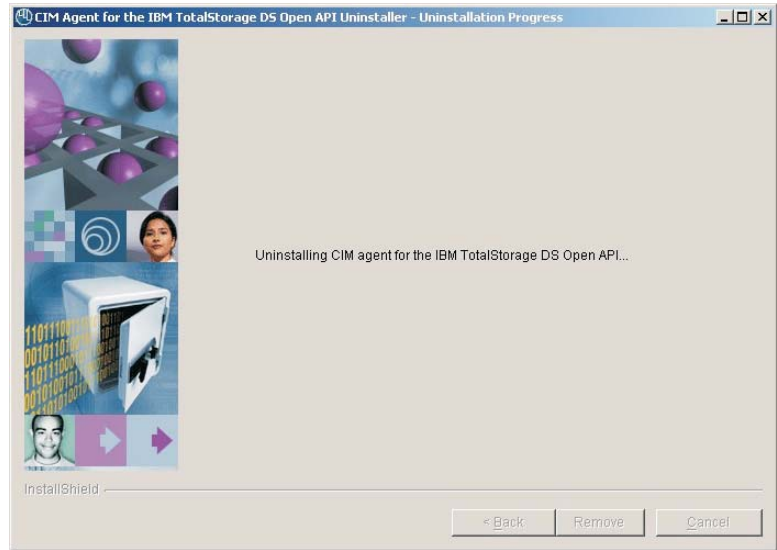 CIM Agent for the IBM TotalStorage DS Open API Uninstaller - Uninstallation Progress
Uninstalling CIM agent for the IBM TotalStorage DS Open API...
InstallShield
< Back
Remove
Cancel